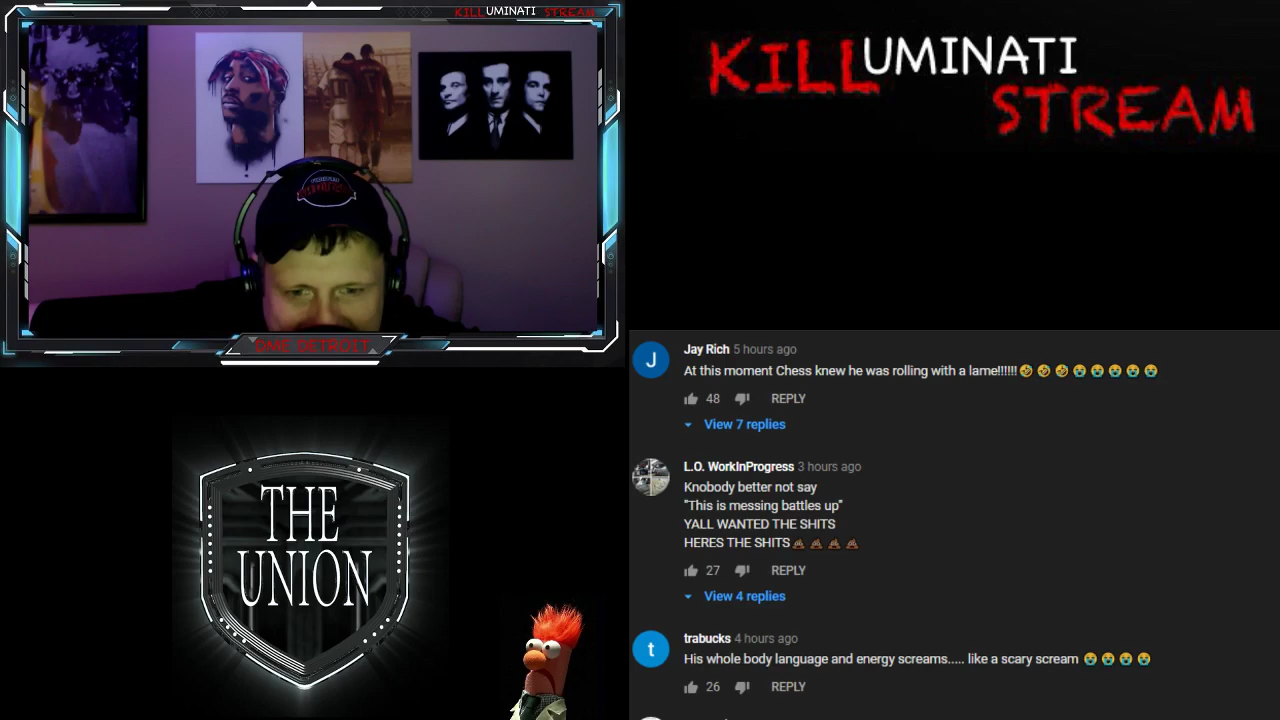 KILLUMINATI STREAM
KILLUMINATI
STREAM
DME DETROIT
THE
UNION
J
Jay Rich 5 hours ago
At this moment Chess knew he was rolling with a lame!!!!!!🤣🤣🤣😭😭😭😭😭
48 REPLY
View 7 replies
L.O. WorkInProgress 3 hours ago
Knobody better not say
"This is messing battles up"
YALL WANTED THE SHITS
HERES THE SHITS💩💩💩💩
27 REPLY
View 4 replies
t
trabucks 4 hours ago
His whole body language and energy screams..... like a scary scream 😭😭😭😭
26 REPLY